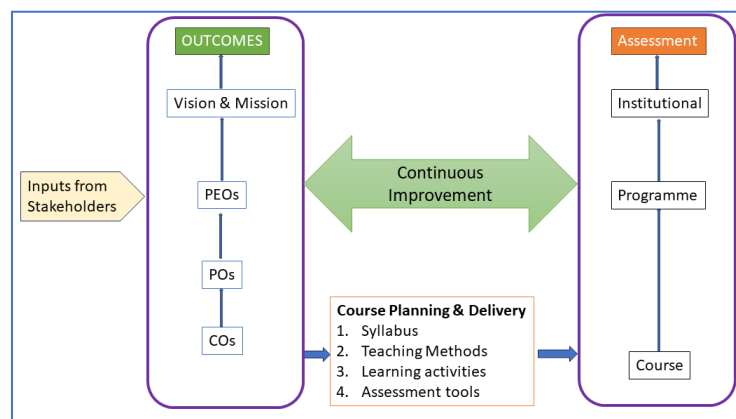 OUTCOMES
Vision & Mission
PEOs
POs
COs
Inputs from
Stakeholders
Continuous
Improvement
Course Planning & Delivery
1. Syllabus
2. Teaching Methods
3. Learning activities
4. Assessment tools
Assessment
Institutional
Programme
Course